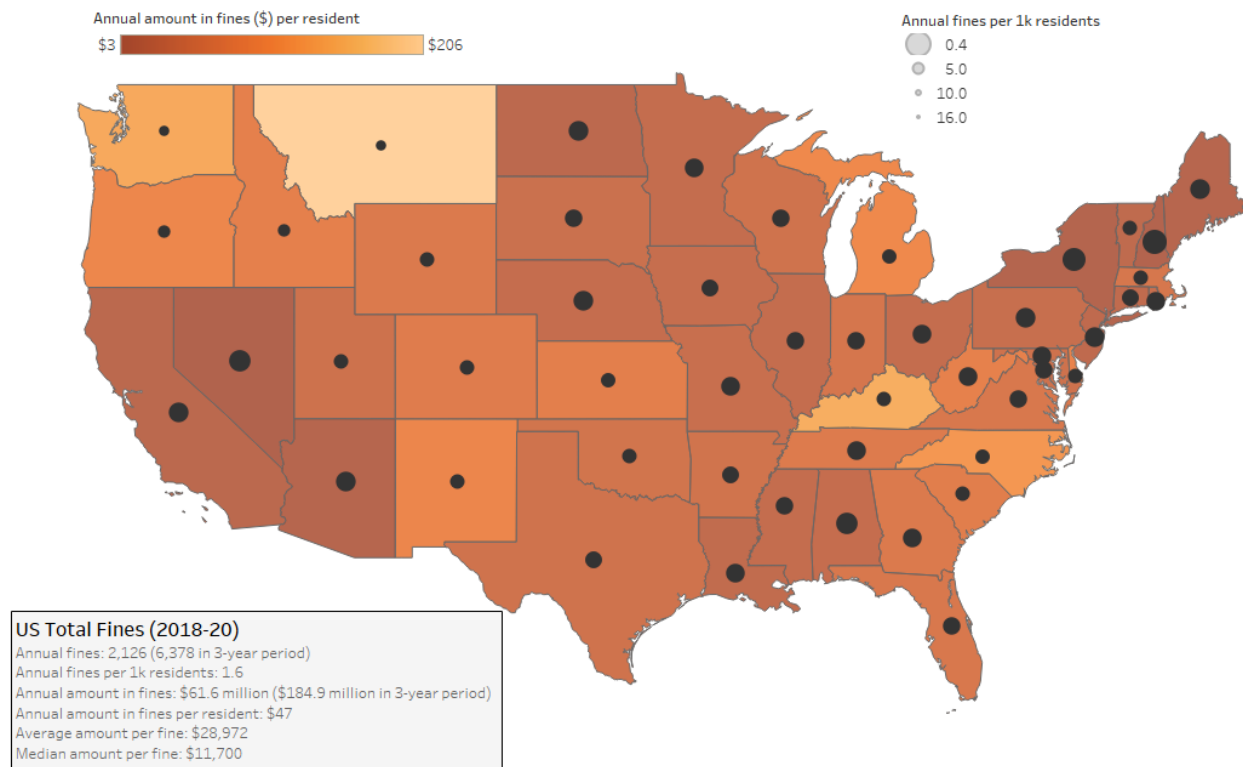 Annual amount in fines ($) per resident
$3 $206
Annual fines per 1k residents
0.4
5.0
10.0
16.0
US Total Fines (2018-20)
Annual fines: 2,126 (6,378 in 3-year period)
Annual fines per 1k residents: 1.6
Annual amount in fines: $61.6 million ($184.9 million in 3-year period)
Annual amount in fines per resident: $47
Average amount per fine: $28,972
Median amount per fine: $11,700